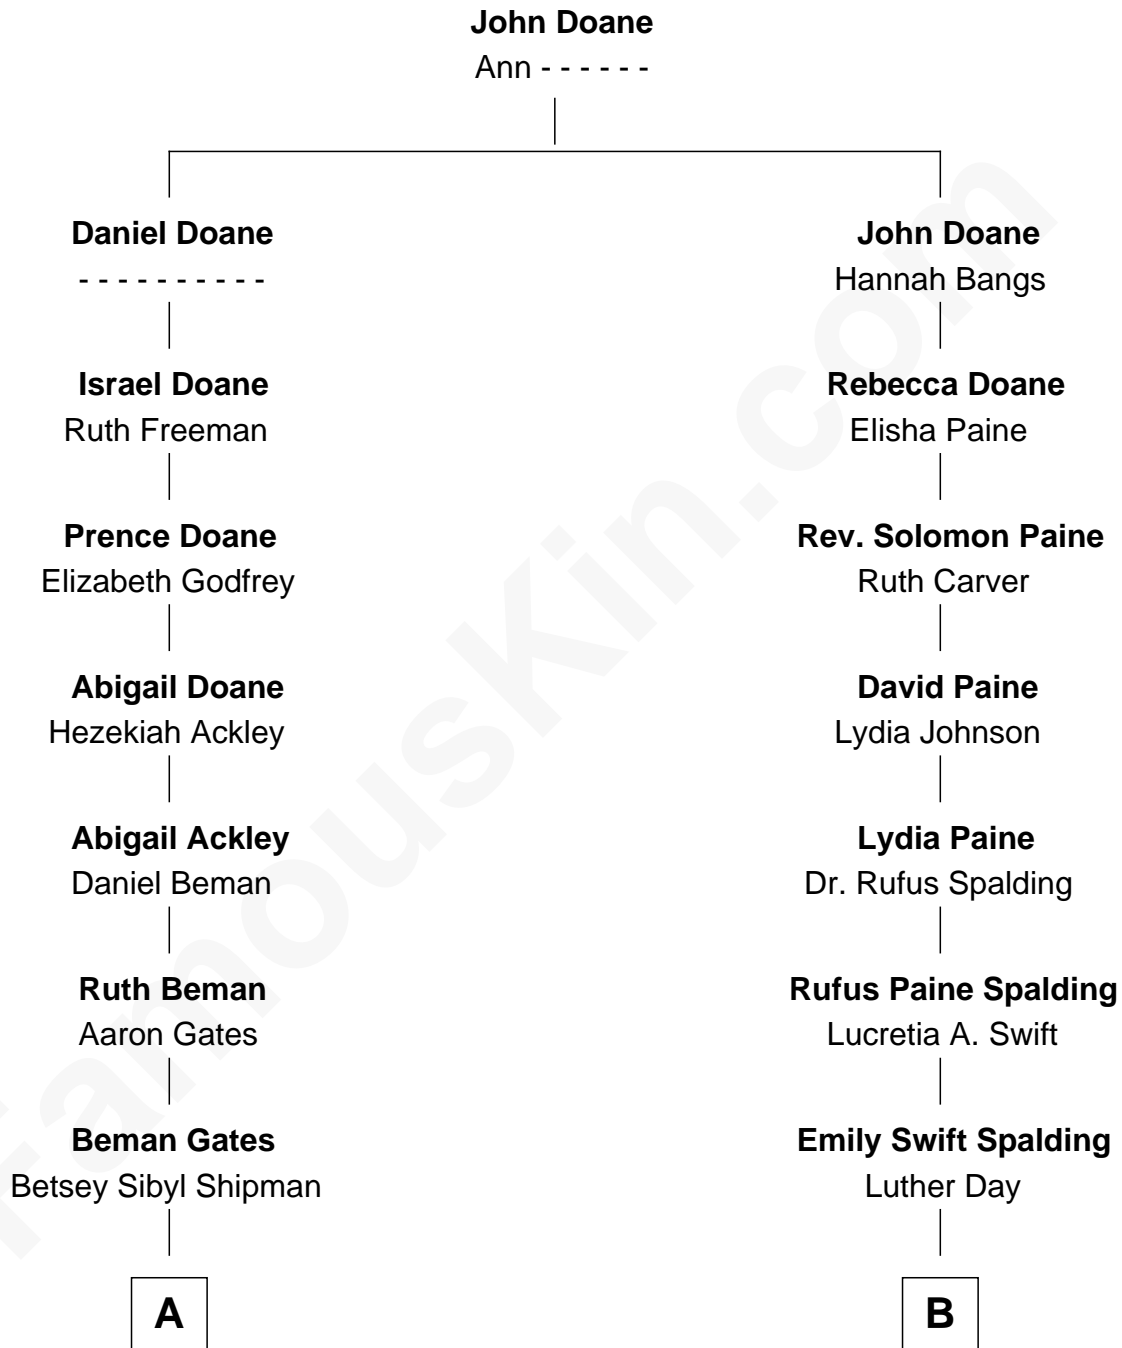 John Doane
Ann - - - - - -
Daniel Doane
- - - - - - - - - -
John Doane
Hannah Bangs
Israel Doane
Ruth Freeman
Rebecca Doane
Elisha Paine
Prence Doane
Elizabeth Godfrey
Rev. Solomon Paine
Ruth Carver
Abigail Doane
Hezekiah Ackley
David Paine
Lydia Johnson
Abigail Ackley
Daniel Beman
Lydia Paine
Dr. Rufus Spalding
Ruth Beman
Aaron Gates
Rufus Paine Spalding
Lucretia A. Swift
Beman Gates
Betsey Sibyl Shipman
Emily Swift Spalding
Luther Day
A
B
FamousKin.com